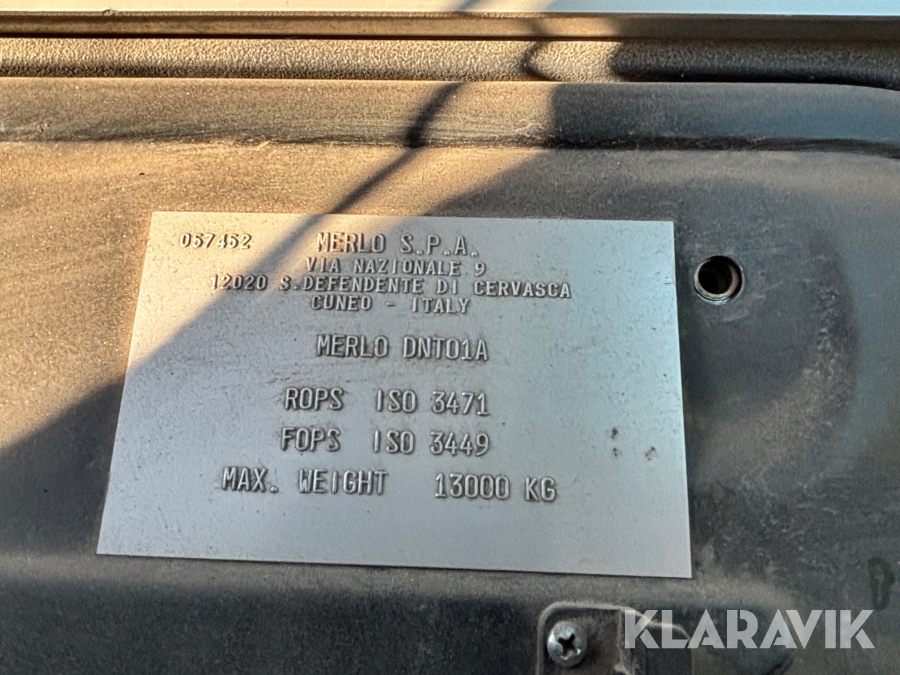 057452 MERLO S.P.A.
VIA NAZIONALE 9
12020 S.DEFENDENTE DI CERVASCA
CUNEO - ITALY
MERLO DNT01A
ROPS ISO 3471
FOPS ISO 3449
MAX. WEIGHT 13000 KG
KLARAVIK